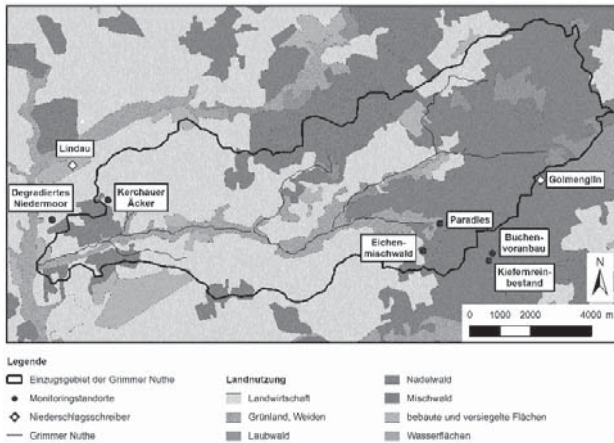 Lindau
Degradiertes
Niedermoor
Kerchauer
Äcker
Golmenglin
Paradies
Eichen-
mischwald
Buchen-
voranbau
Kiefernrein-
bestand
N
0 1000 2000 4000 m
Legende
Einzugsgebiet der Grimmer Nuthe
Monitoringstandorte
Niederschlagsschreiber
Grimmer Nuthe
Landnutzung
Landwirtschaft
Grünland, Weiden
Laubwald
Nadelwald
Mischwald
bebaute und versiegelte Flächen
Wasserflächen